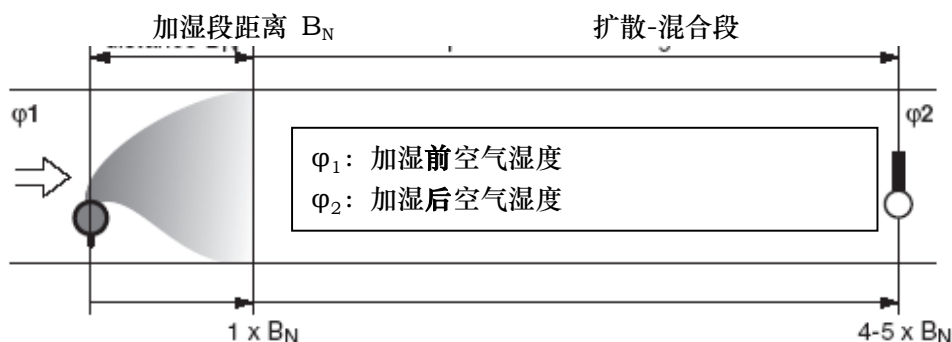 加湿段距离 B_N 扩散-混合段
φ1 φ2
φ₁: 加湿前空气湿度
φ₂: 加湿后空气湿度
1 x B_N 4-5 x B_N